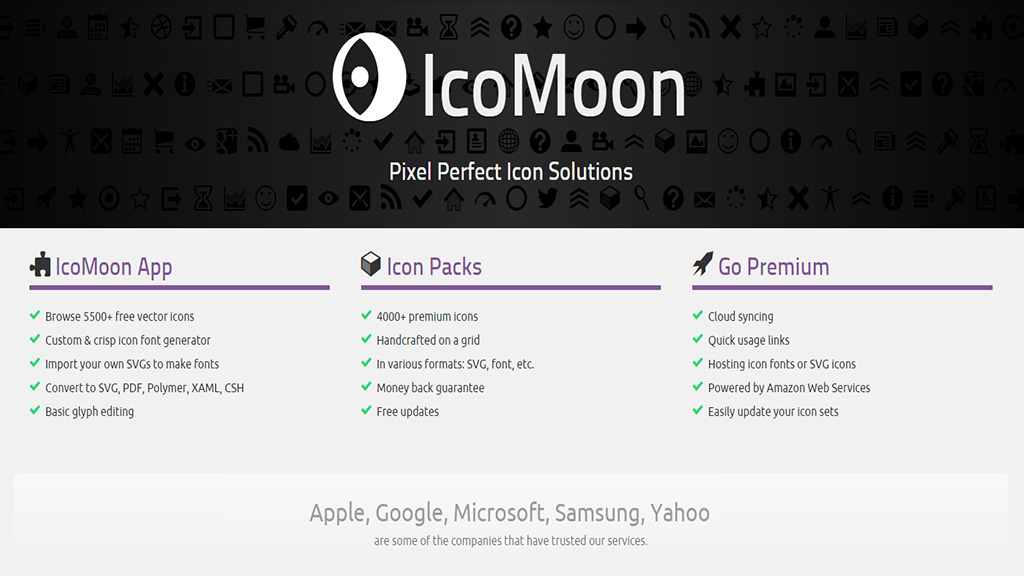 IcoMoon
Pixel Perfect Icon Solutions
IcoMoon App
Browse 5500+ free vector icons
Custom & crisp icon font generator
Import your own SVGs to make fonts
Convert to SVG, PDF, Polymer, XAML, CSH
Basic glyph editing
Icon Packs
4000+ premium icons
Handcrafted on a grid
In various formats: SVG, font, etc.
Money back guarantee
Free updates
Go Premium
Cloud syncing
Quick usage links
Hosting icon fonts or SVG icons
Powered by Amazon Web Services
Easily update your icon sets
Apple, Google, Microsoft, Samsung, Yahoo
are some of the companies that have trusted our services.